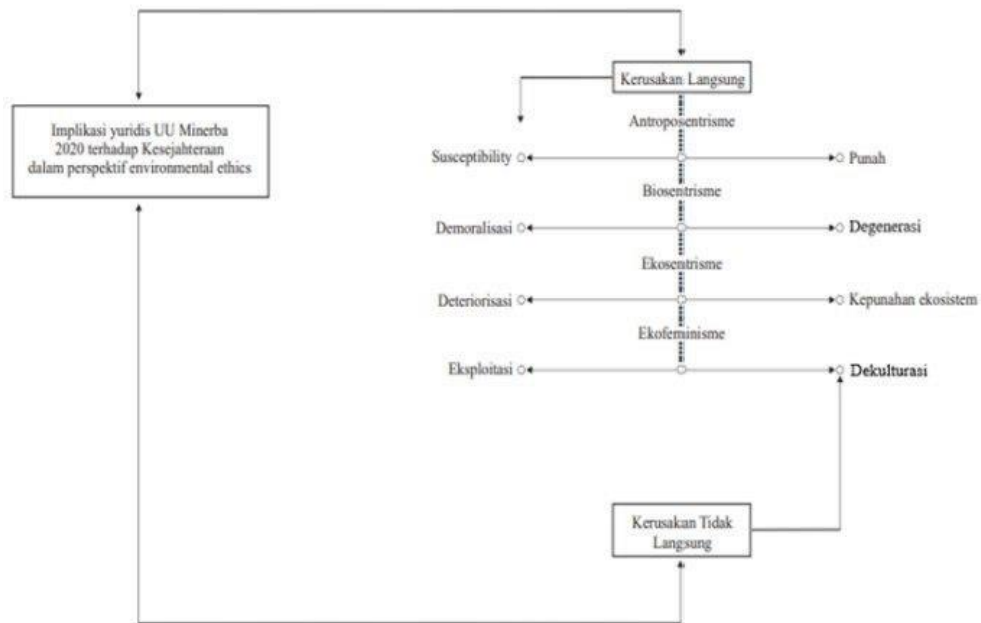 Kerusakan Langsung
Implikasi yuridis UU Minerba
2020 terhadap Kesejahteraan
dalam perspektif environmental ethics
Antroposentrisme
Susceptibility
Punah
Biosentrisme
Demoralisasi
Degenerasi
Ekosentrisme
Deteriorisasi
Kepunahan ekosistem
Ekofeminisme
Eksploitasi
Dekulturasi
Kerusakan Tidak
Langsung